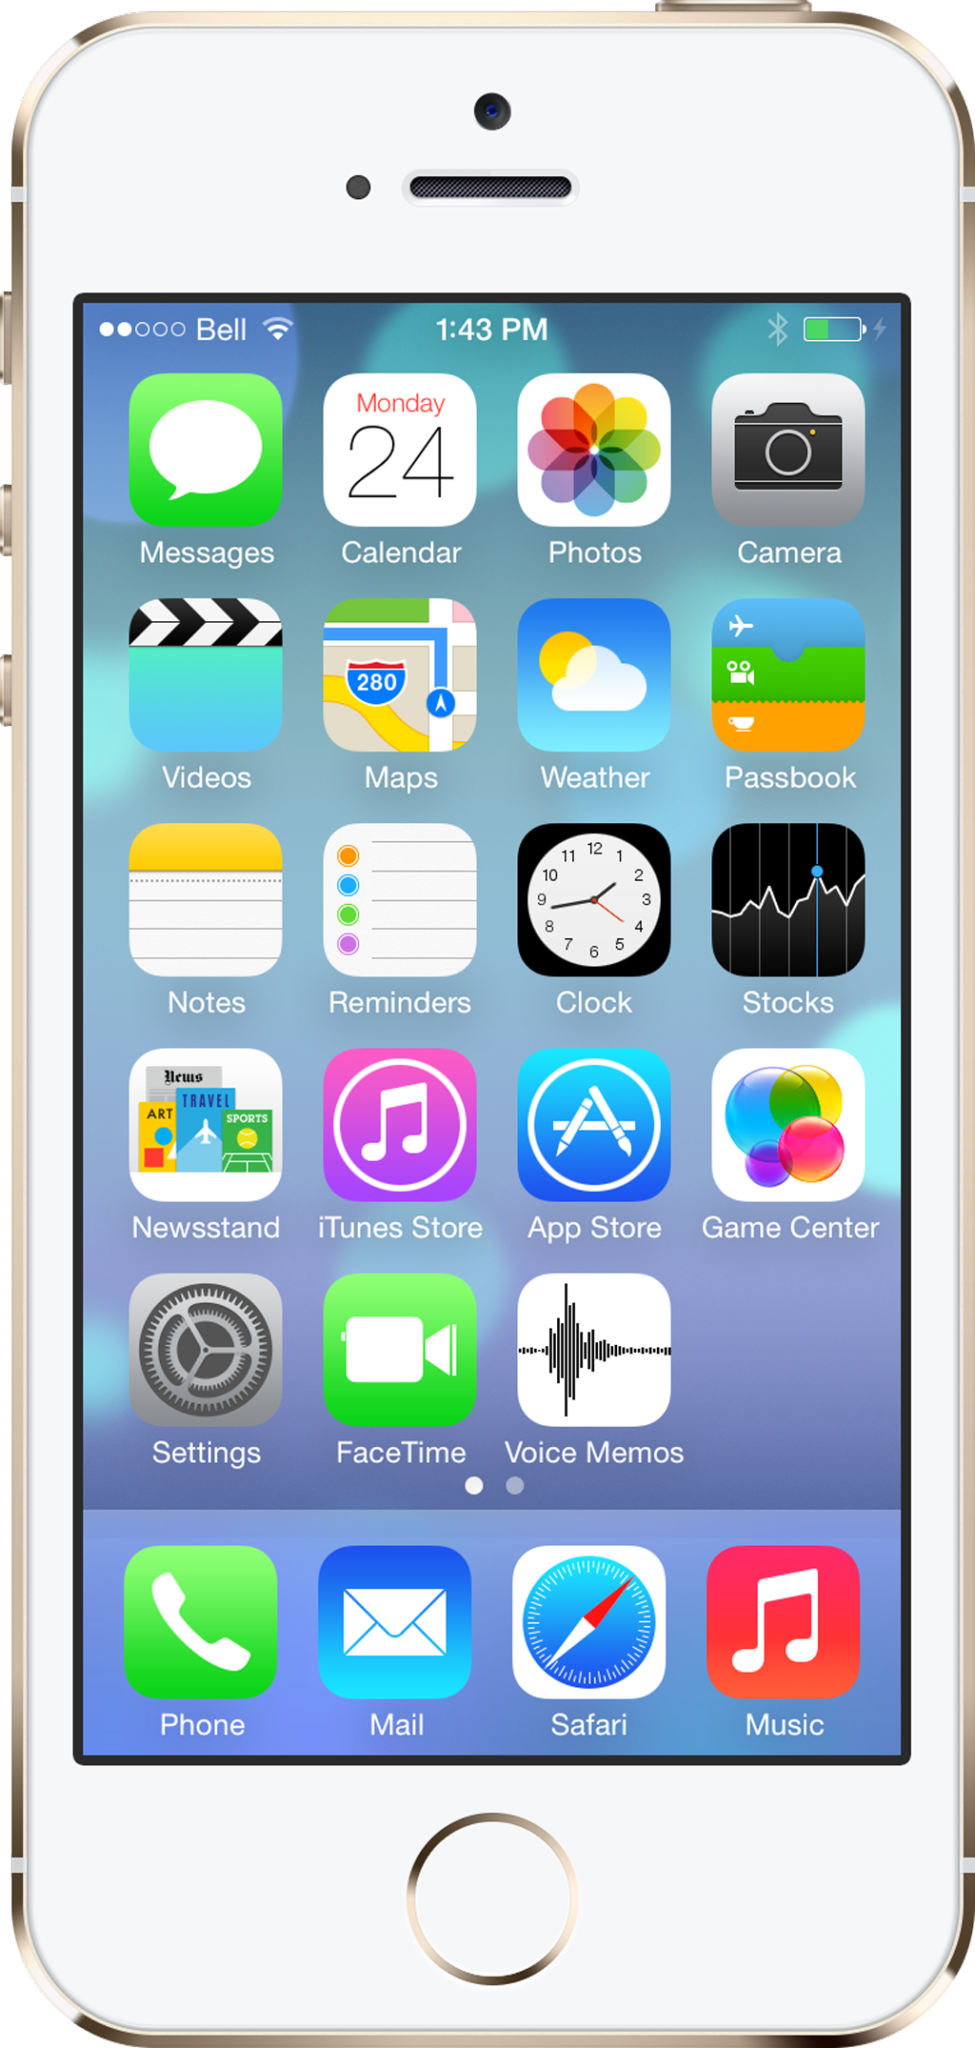 Bell 1:43 PM
Monday
24
Messages Calendar Photos Camera
280
Videos Maps Weather Passbook
12
11 1
10 2
9 3
8 4
7 5
6
Notes Reminders Clock Stocks
News
TRAVEL
ART
SPORTS
Newsstand iTunes Store App Store Game Center
Settings FaceTime Voice Memos
Phone Mail Safari Music